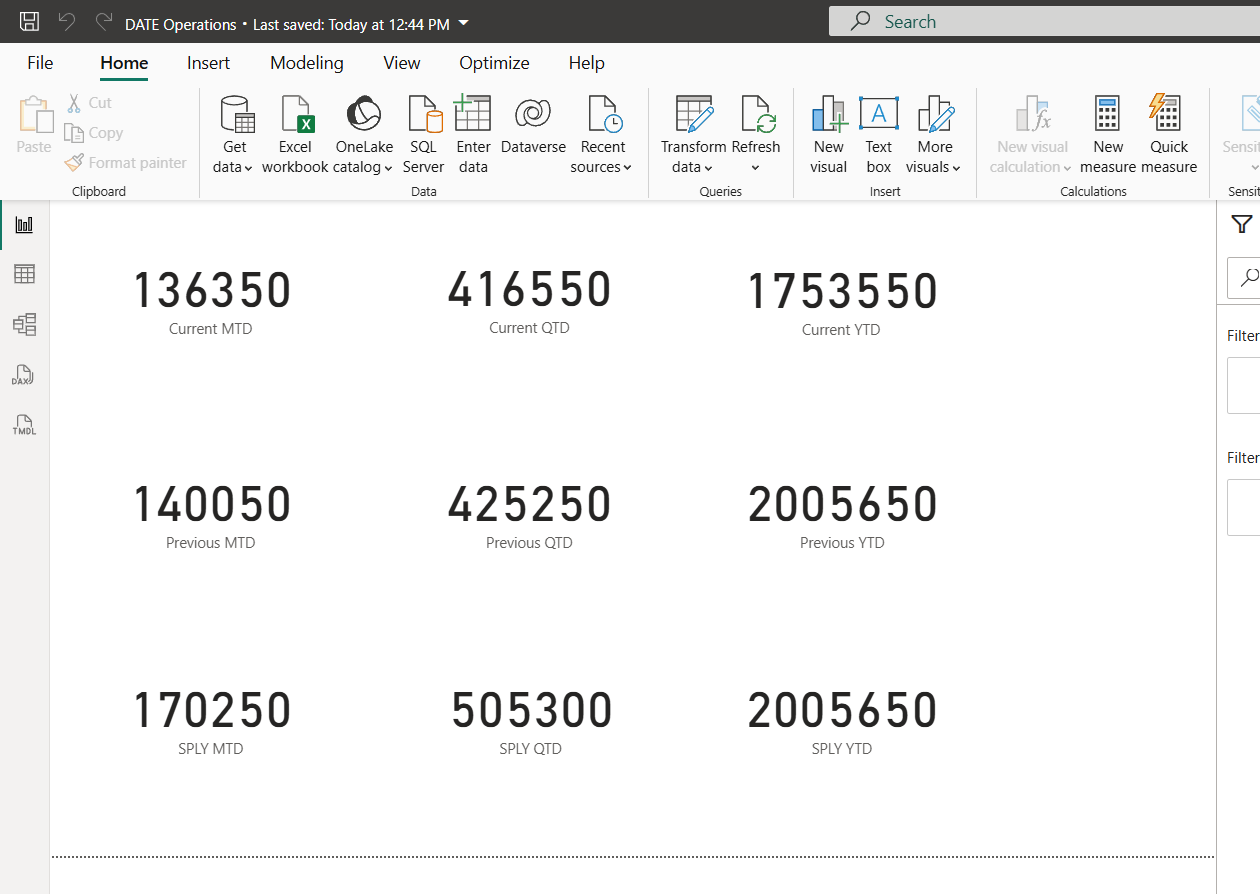 DATE Operations • Last saved: Today at 12:44 PM
Search
File Home Insert Modeling View Optimize Help
Paste
Cut
Copy
Format painter
Clipboard
Get data
Excel workbook
OneLake catalog
SQL Server
Enter data
Dataverse
Recent sources
Data
Transform data
Refresh
Queries
New visual
Text box
More visuals
Insert
New visual calculation
New measure
Quick measure
Calculations
Sensit
Sensit
DAX
TMDL
136350 416550 1753550
Current MTD Current QTD Current YTD
140050 425250 2005650
Previous MTD Previous QTD Previous YTD
170250 505300 2005650
SPLY MTD SPLY QTD SPLY YTD
Filter
Filter